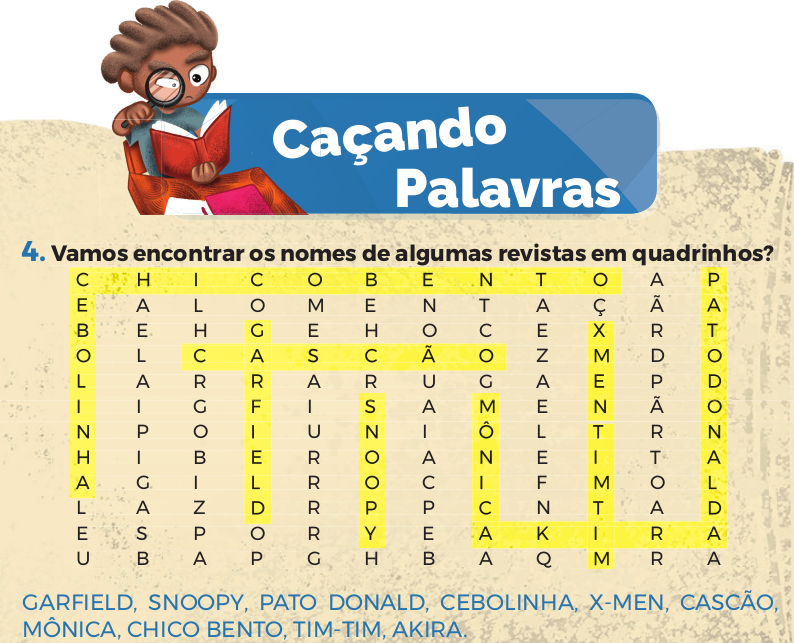 Caçando
Palavras
4. Vamos encontrar os nomes de algumas revistas em quadrinhos?
C H I C O B E N T O A P
E A L O M E N T A Ç Ã A
B E H G E H O C E X R T
O L C A S C Ã O Z M D O
L A R R A R U G A E P D
I I G F I S A M E N Ã O
N P O I U N I Ô L T R N
H I B E R O A N E I T A
A G I L R O C I F M O L
L A Z D R P P C N T A D
E S P O R Y E A K I R A
U B A P G H B A Q M R A
GARFIELD, SNOOPY, PATO DONALD, CEBOLINHA, X-MEN, CASCÃO,
MÔNICA, CHICO BENTO, TIM-TIM, AKIRA.